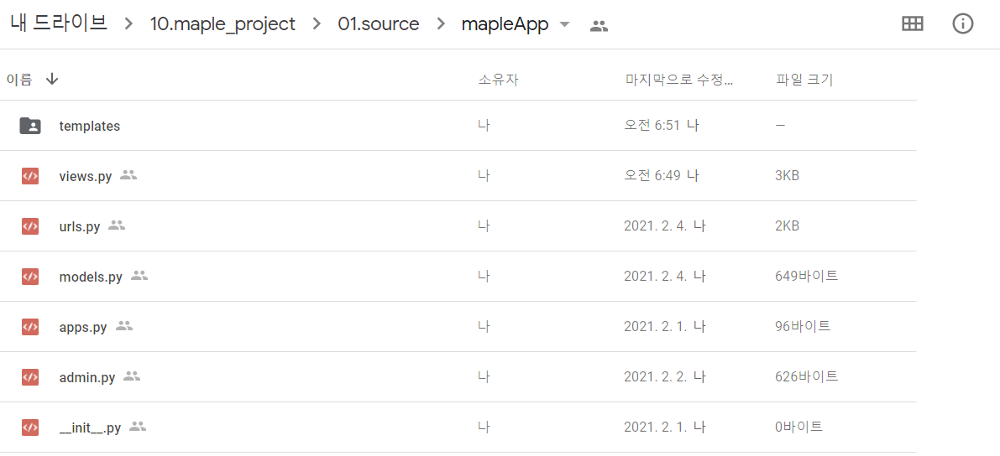 내 드라이브 > 10.maple_project > 01.source > mapleApp
이름 소유자 마지막으로 수정... 파일 크기
templates 나 오전 6:51 나 —
views.py 나 오전 6:49 나 3KB
urls.py 나 2021. 2. 4. 나 2KB
models.py 나 2021. 2. 4. 나 649바이트
apps.py 나 2021. 2. 1. 나 96바이트
admin.py 나 2021. 2. 2. 나 626바이트
__init__.py 나 2021. 2. 1. 나 0바이트